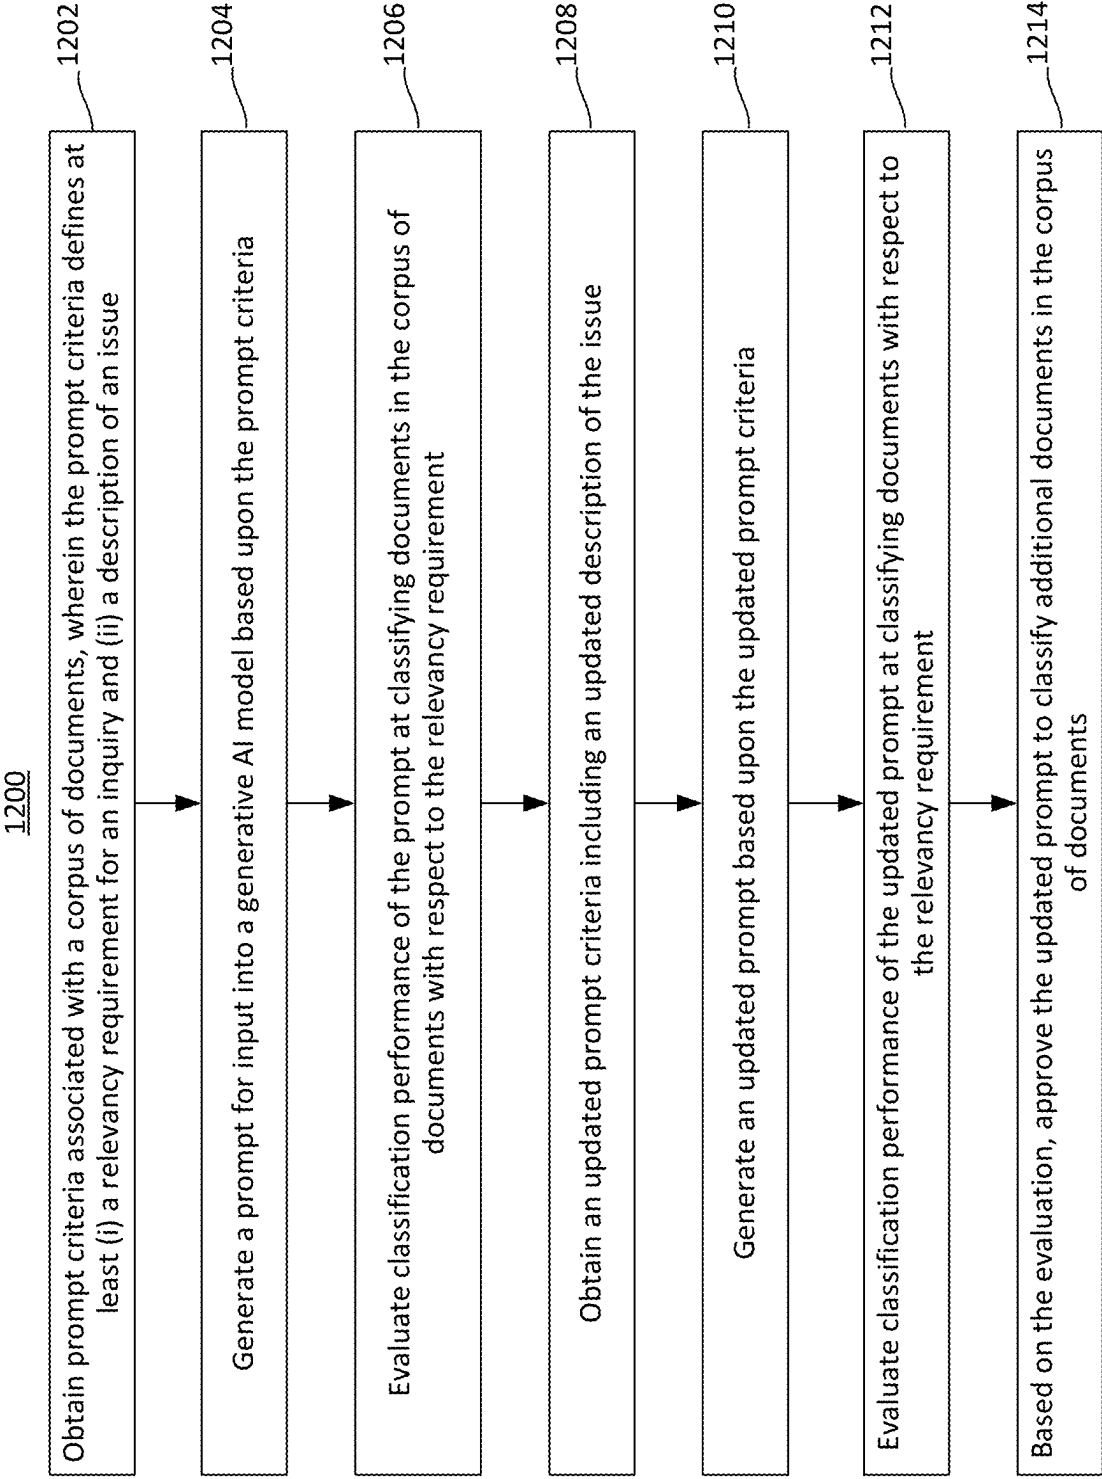 1200
Obtain prompt criteria associated with a corpus of documents, wherein the prompt criteria defines at
least (i) a relevancy requirement for an inquiry and (ii) a description of an issue
1202
Generate a prompt for input into a generative AI model based upon the prompt criteria
1204
Evaluate classification performance of the prompt at classifying documents in the corpus of
documents with respect to the relevancy requirement
1206
Obtain an updated prompt criteria including an updated description of the issue
1208
Generate an updated prompt based upon the updated prompt criteria
1210
Evaluate classification performance of the updated prompt at classifying documents with respect to
the relevancy requirement
1212
Based on the evaluation, approve the updated prompt to classify additional documents in the corpus
of documents
1214